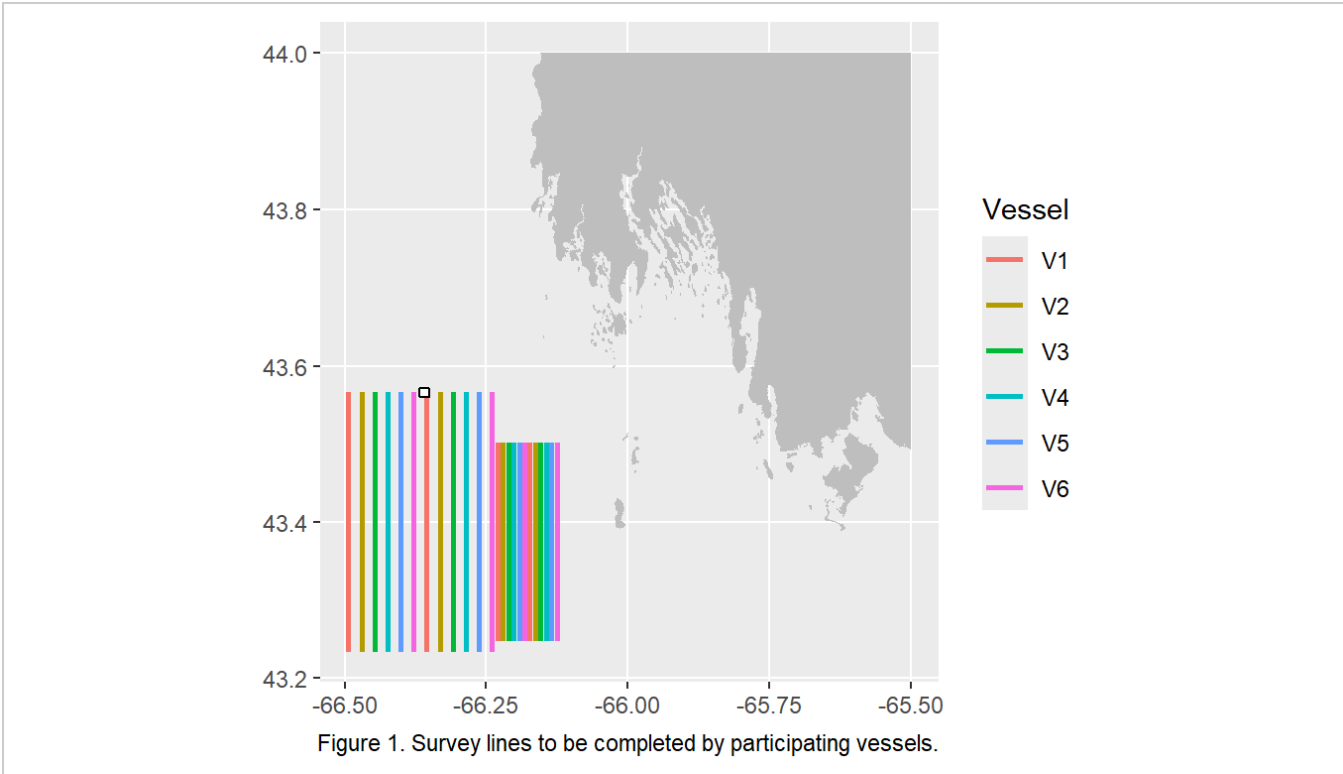 44.0
43.8
43.6
43.4
43.2
-66.50 -66.25 -66.00 -65.75 -65.50
Vessel
V1
V2
V3
V4
V5
V6
Figure 1. Survey lines to be completed by participating vessels.